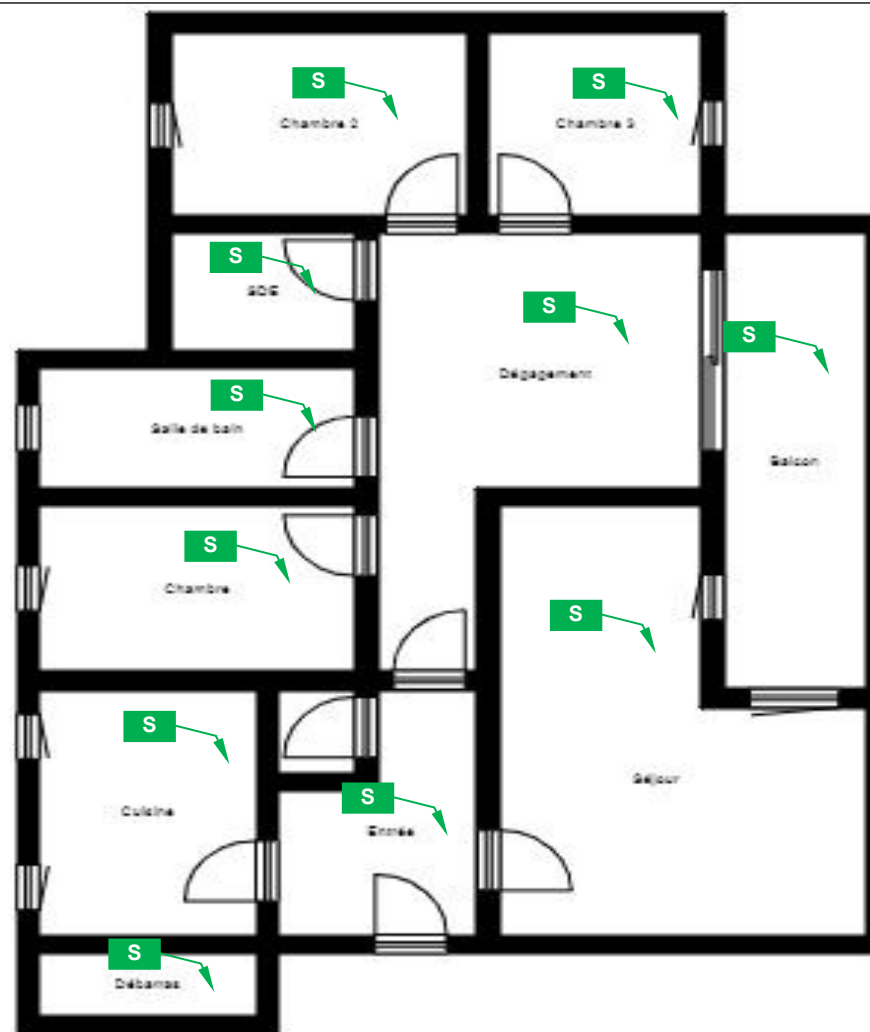 S
S
Chambre 2
Chambre 3
S
SDE
S
S
Dégagement
S
Salle de bain
Balcon
S
Chambre
S
S
Séjour
Cuisine
S
Entrée
S
Débarras